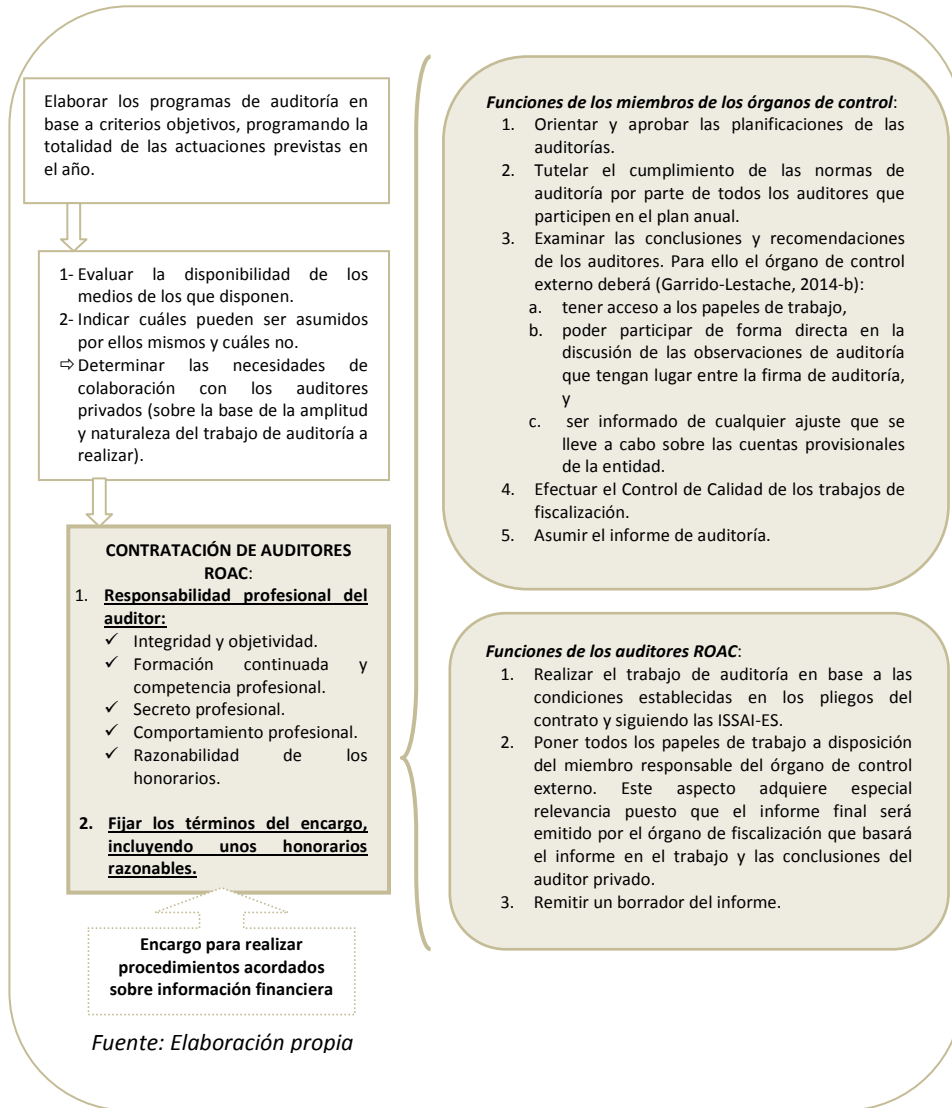 Elaborar los programas de auditoría en
base a criterios objetivos, programando la
totalidad de las actuaciones previstas en
el año.
1- Evaluar la disponibilidad de los
medios de los que disponen.
2- Indicar cuáles pueden ser asumidos
por ellos mismos y cuáles no.
⇨ Determinar las necesidades de
colaboración con los auditores
privados (sobre la base de la amplitud
y naturaleza del trabajo de auditoría a
realizar).
CONTRATACIÓN DE AUDITORES
ROAC:
1. Responsabilidad profesional del
auditor:
✓ Integridad y objetividad.
✓ Formación continuada y
competencia profesional.
✓ Secreto profesional.
✓ Comportamiento profesional.
✓ Razonabilidad de los
honorarios.
2. Fijar los términos del encargo,
incluyendo unos honorarios
razonables.
Encargo para realizar
procedimientos acordados
sobre información financiera
Funciones de los miembros de los órganos de control:
1. Orientar y aprobar las planificaciones de las
auditorías.
2. Tutelar el cumplimiento de las normas de
auditoría por parte de todos los auditores que
participen en el plan anual.
3. Examinar las conclusiones y recomendaciones
de los auditores. Para ello el órgano de control
externo deberá (Garrido-Lestache, 2014-b):
a. tener acceso a los papeles de trabajo,
b. poder participar de forma directa en la
discusión de las observaciones de auditoría
que tengan lugar entre la firma de auditoría,
y
c. ser informado de cualquier ajuste que se
lleve a cabo sobre las cuentas provisionales
de la entidad.
4. Efectuar el Control de Calidad de los trabajos de
fiscalización.
5. Asumir el informe de auditoría.
Funciones de los auditores ROAC:
1. Realizar el trabajo de auditoría en base a las
condiciones establecidas en los pliegos del
contrato y siguiendo las ISSAI-ES.
2. Poner todos los papeles de trabajo a disposición
del miembro responsable del órgano de control
externo. Este aspecto adquiere especial
relevancia puesto que el informe final será
emitido por el órgano de fiscalización que basará
el informe en el trabajo y las conclusiones del
auditor privado.
3. Remitir un borrador del informe.
Fuente: Elaboración propia